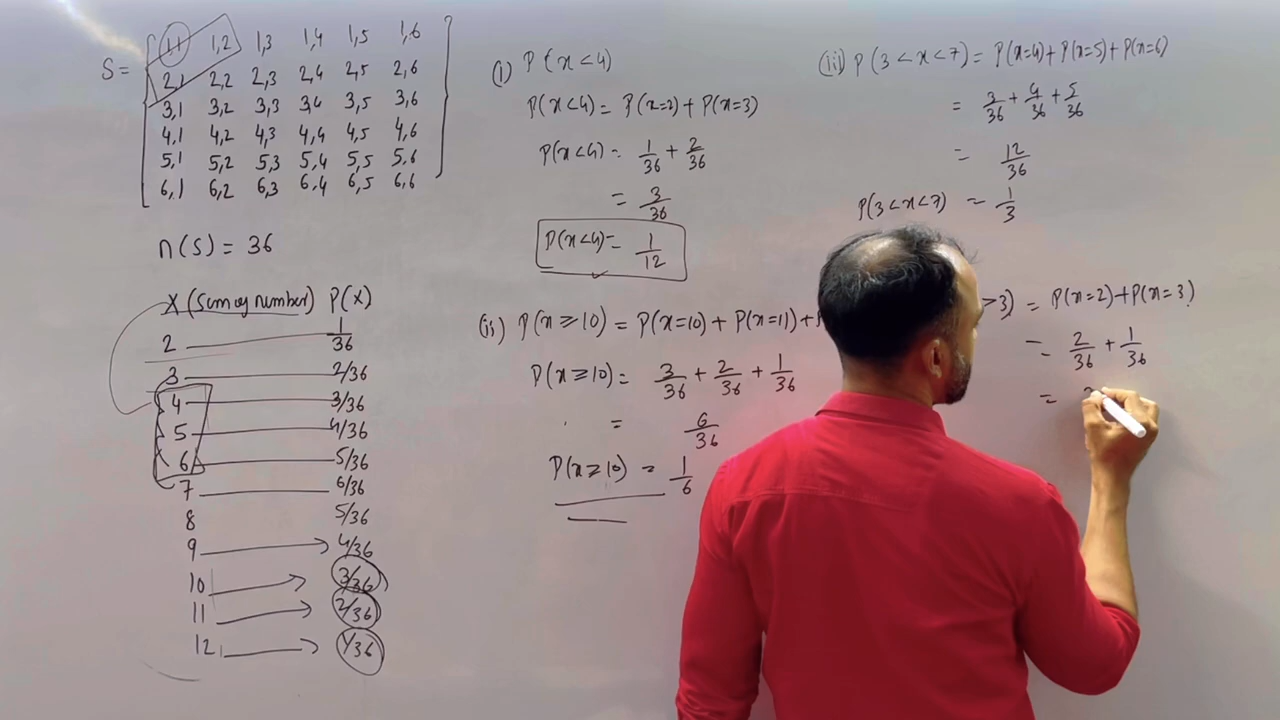 S =
1,1 1,2 1,3 1,4 1,5 1,6
2,1 2,2 2,3 2,4 2,5 2,6
3,1 3,2 3,3 3,4 3,5 3,6
4,1 4,2 4,3 4,4 4,5 4,6
5,1 5,2 5,3 5,4 5,5 5,6
6,1 6,2 6,3 6,4 6,5 6,6
n(S) = 36
X (Sum of number) P(X)
2 1/36
3 2/36
4 3/36
5 4/36
6 5/36
7 6/36
8 5/36
9 4/36
10 3/36
11 2/36
12 1/36
(i) P(x<4)
P(x<4) = P(x=2) + P(x=3)
P(x<4) = 1/36 + 2/36
= 3/36
P(x<4) = 1/12
(ii) P(x ≥ 10) = P(x=10) + P(x=11) +
P(x ≥ 10) = 3/36 + 2/36 + 1/36
= 6/36
P(x ≥ 10) = 1/6
(iii) P(3<x<7) = P(x=4) + P(x=5) + P(x=6)
= 3/36 + 4/36 + 5/36
= 12/36
P(3<x<7) = 1/3
>3) = P(x=2) + P(x=3)
= 2/36 + 1/36
=